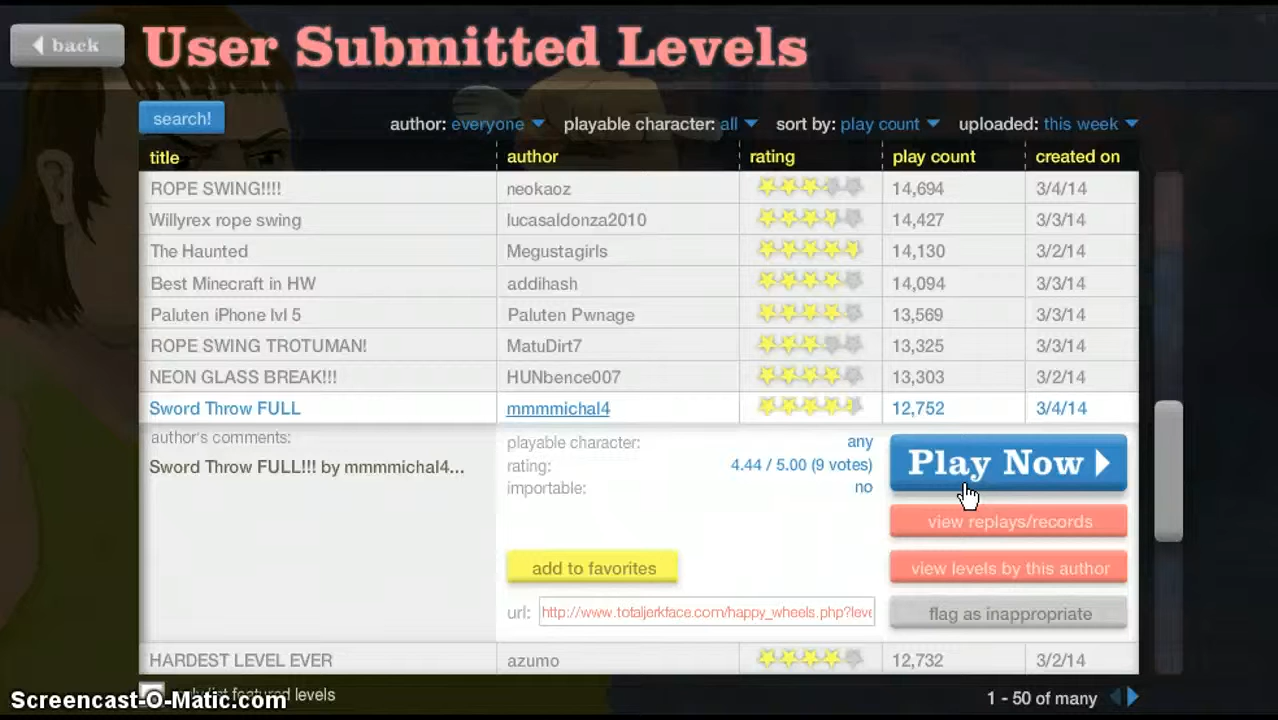 back
User Submitted Levels
search!
author: everyone
playable character: all
sort by: play count
uploaded: this week
title author rating play count created on
ROPE SWING!!!! neokaoz 14,694 3/4/14
Willyrex rope swing lucasaldonza2010 14,427 3/3/14
The Haunted Megustagirls 14,130 3/2/14
Best Minecraft in HW addihash 14,094 3/3/14
Paluten iPhone lvl 5 Paluten Pwnage 13,569 3/3/14
ROPE SWING TROTUMAN! MatuDirt7 13,325 3/3/14
NEON GLASS BREAK!!! HUNbence007 13,303 3/2/14
Sword Throw FULL mmmmichal4 12,752 3/4/14
author's comments:
Sword Throw FULL!!! by mmmmichal4...
playable character: any
rating: 4.44 / 5.00 (9 votes)
importable: no
add to favorites
url: http://www.totaljerkface.com/happy_wheels.php?leve
Play Now
view replays/records
view levels by this author
flag as inappropriate
HARDEST LEVEL EVER azumo 12,732 3/2/14
featured levels
1 - 50 of many
Screencast-O-Matic.com